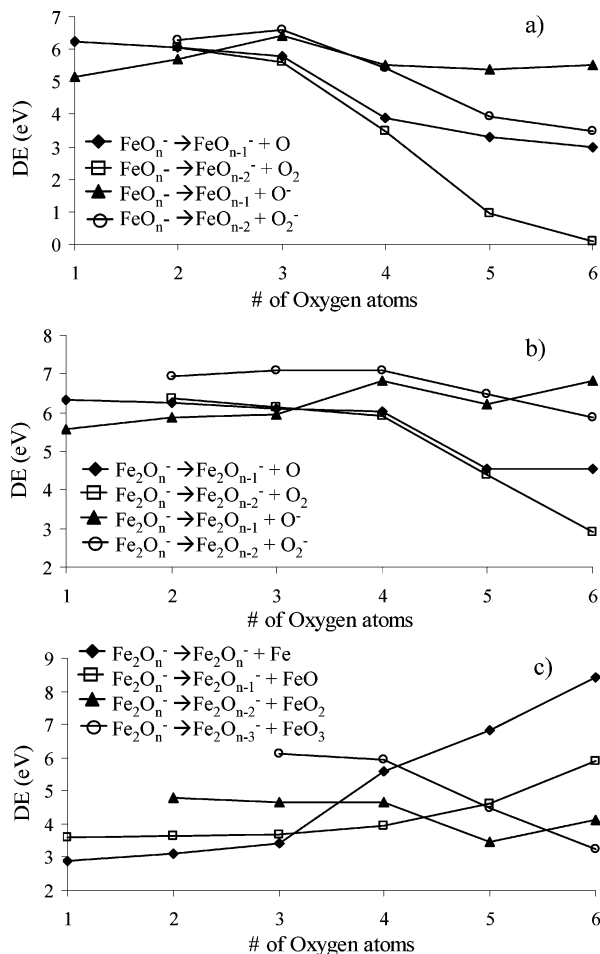 a)
7
6
5
4
3
2
1
0
DE (eV)
FeOₙ⁻ →FeOₙ₋₁⁻ + O
FeOₙ- →FeOₙ₋₂⁻ + O₂
FeOₙ- →FeOₙ₋₁ + O⁻
FeOₙ- →FeOₙ₋₂ + O₂⁻
1 2 3 4 5 6
# of Oxygen atoms
b)
8
7
6
5
4
3
2
DE (eV)
Fe₂Oₙ⁻ →Fe₂Oₙ₋₁⁻ + O
Fe₂Oₙ⁻ →Fe₂Oₙ₋₂⁻ + O₂
Fe₂Oₙ⁻ →Fe₂Oₙ₋₁ + O⁻
Fe₂Oₙ⁻ →Fe₂Oₙ₋₂ + O₂⁻
1 2 3 4 5 6
# of Oxygen atoms
c)
9
8
7
6
5
4
3
2
DE (eV)
Fe₂Oₙ⁻ →Fe₂Oₙ⁻ + Fe
Fe₂Oₙ⁻ →Fe₂Oₙ₋₁⁻ + FeO
Fe₂Oₙ⁻ →Fe₂Oₙ₋₂⁻ + FeO₂
Fe₂Oₙ⁻ →Fe₂Oₙ₋₃⁻ + FeO₃
1 2 3 4 5 6
# of Oxygen atoms